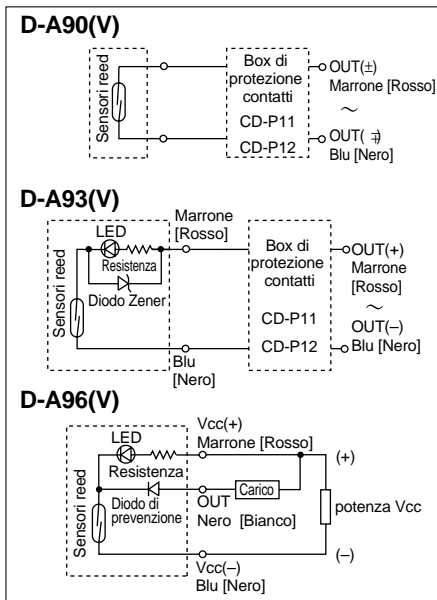 D-A90(V)
Sensori reed
Box di
protezione
contatti
CD-P11
CD-P12
OUT(±)
Marrone [Rosso]
～
OUT(∓)
Blu [Nero]
D-A93(V)
Sensori reed
LED
Resistenza
Diodo Zener
Marrone
[Rosso]
Blu
[Nero]
Box di
protezione
contatti
CD-P11
CD-P12
OUT(+)
Marrone
[Rosso]
～
OUT(–)
Blu [Nero]
D-A96(V)
Sensori reed
LED
Resistenza
Diodo di
prevenzione
Vcc(+)
Marrone [Rosso]
OUT
Nero [Bianco]
Carico
Vcc(–)
Blu [Nero]
(+)
potenza Vcc
(–)